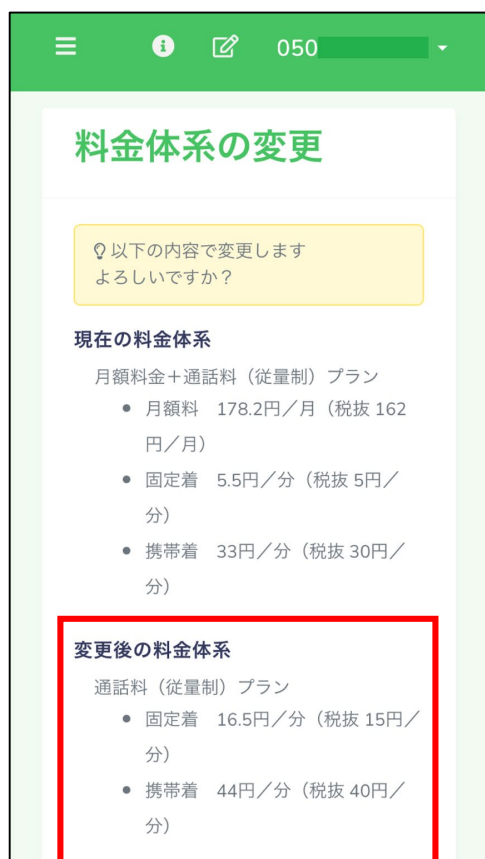 050
料金体系の変更
以下の内容で変更します
よろしいですか？
現在の料金体系
月額料金＋通話料（従量制）プラン
● 月額料　178.2円／月（税抜 162
円／月）
● 固定着　5.5円／分（税抜 5円／
分）
● 携帯着　33円／分（税抜 30円／
分）
変更後の料金体系
通話料（従量制）プラン
● 固定着　16.5円／分（税抜 15円／
分）
● 携帯着　44円／分（税抜 40円／
分）